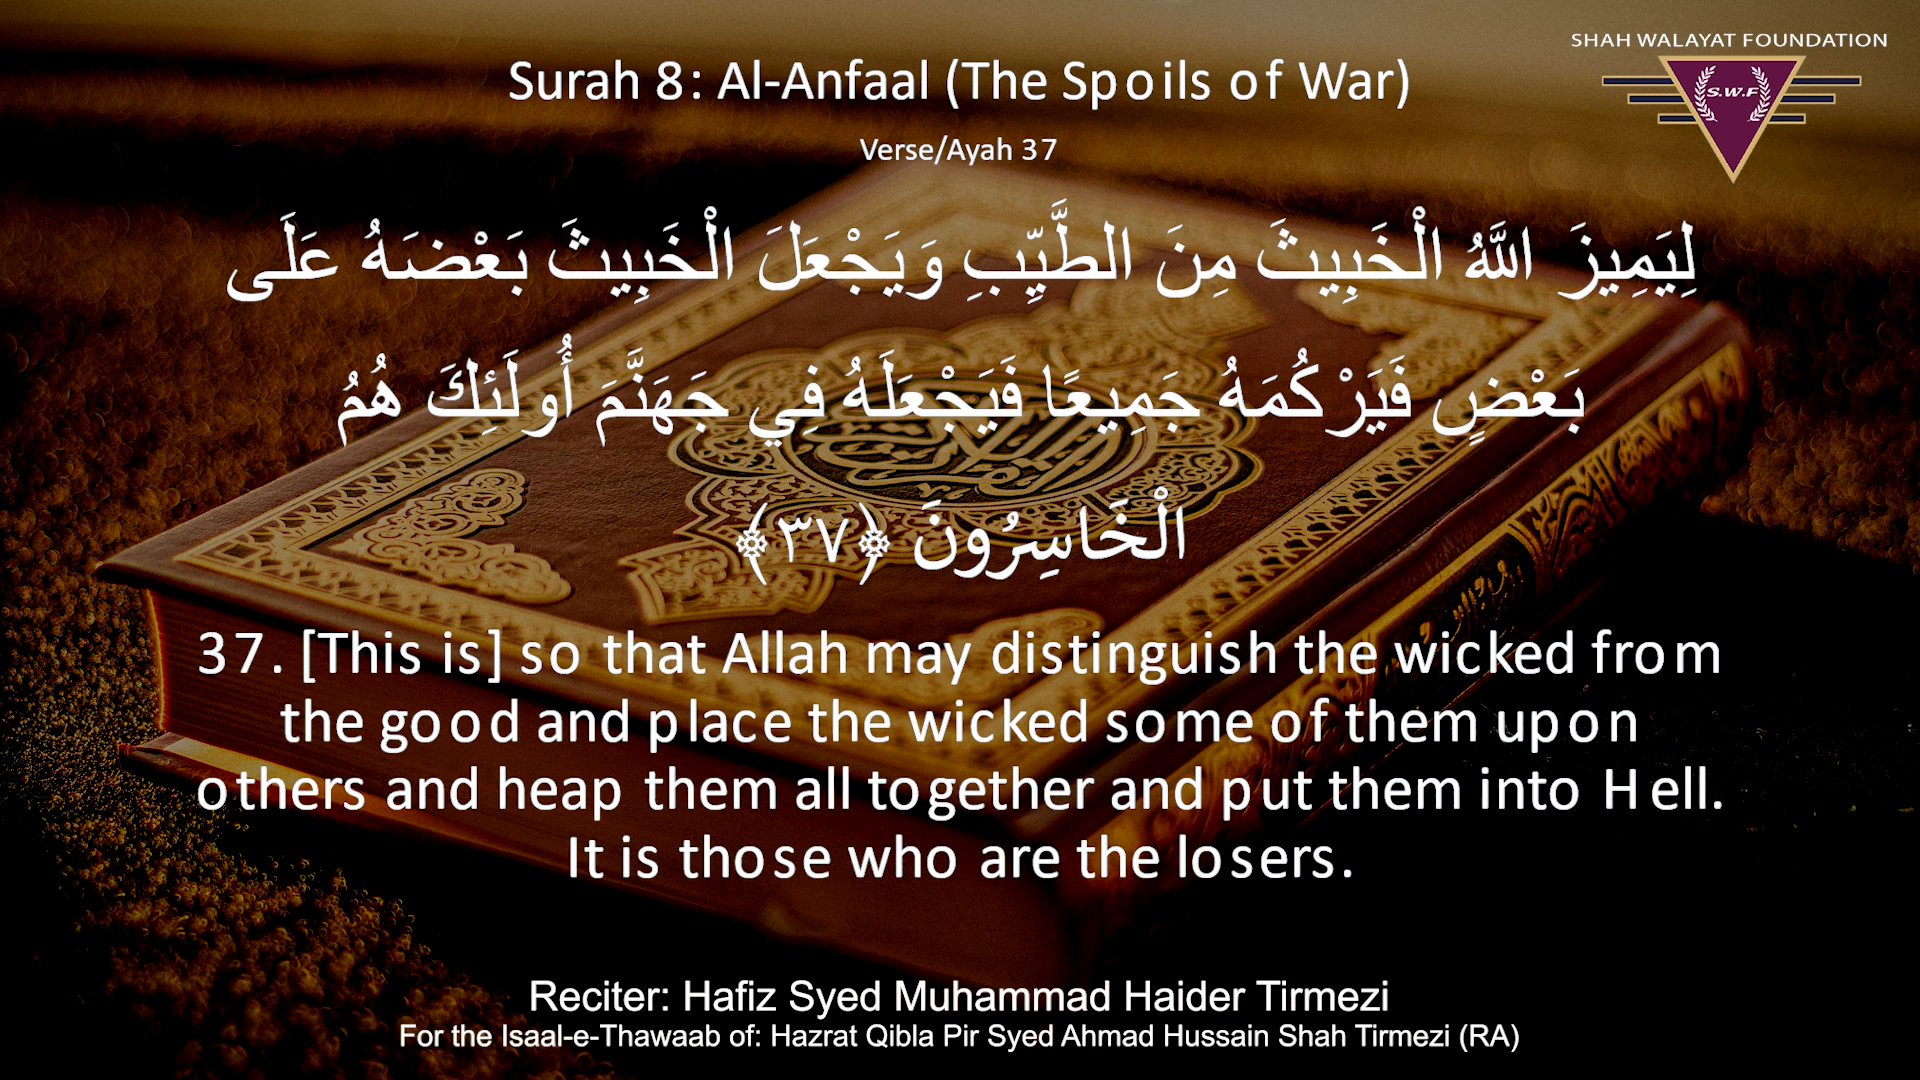 SHAH WALAYAT FOUNDATION
S.W.F
Surah 8: Al-Anfaal (The Spoils of War)
Verse/Ayah 37
لِيَمِيزَ اللَّهُ الْخَبِيثَ مِنَ الطَّيِّبِ وَيَجْعَلَ الْخَبِيثَ بَعْضَهُ عَلَى
بَعْضٍ فَيَرْكُمَهُ جَمِيعًا فَيَجْعَلَهُ فِي جَهَنَّمَ أُولَئِكَ هُمُ
الْخَاسِرُونَ ﴿٣٧﴾
37. [This is] so that Allah may distinguish the wicked from
the good and place the wicked some of them upon
others and heap them all together and put them into Hell.
It is those who are the losers.
Reciter: Hafiz Syed Muhammad Haider Tirmezi
For the Isaal-e-Thawaab of: Hazrat Qibla Pir Syed Ahmad Hussain Shah Tirmezi (RA)